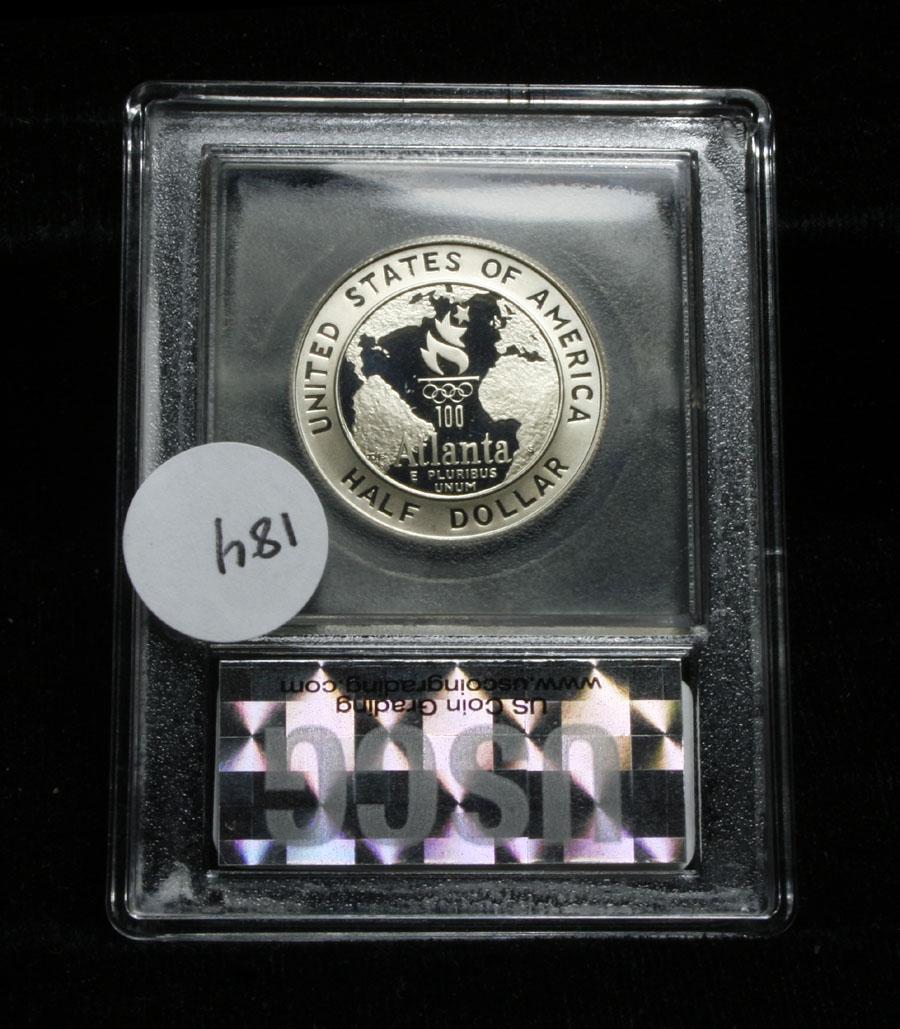 UNITED STATES OF AMERICA
100
Atlanta
E PLURIBUS
UNUM
HALF DOLLAR
184
USCG
US Coin Grading
www.uscoingrading.com